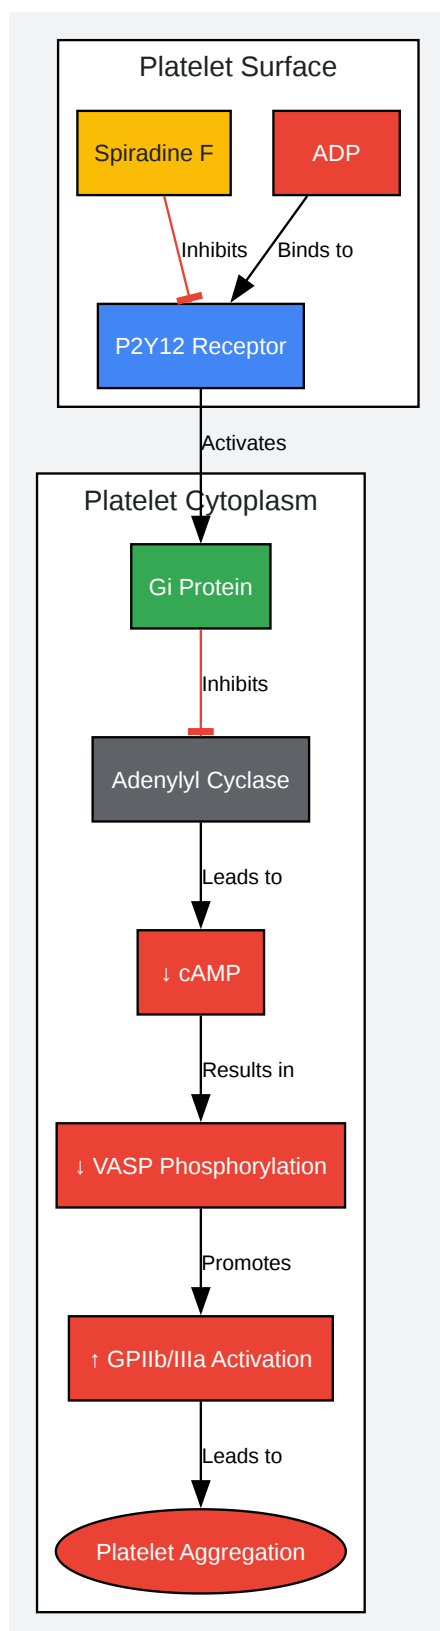 Platelet Surface
Spiradine F
ADP
Inhibits
Binds to
P2Y12 Receptor
Activates
Platelet Cytoplasm
Gi Protein
Inhibits
Adenylyl Cyclase
Leads to
↓ cAMP
Results in
↓ VASP Phosphorylation
Promotes
↑ GPIIb/IIIa Activation
Leads to
Platelet Aggregation